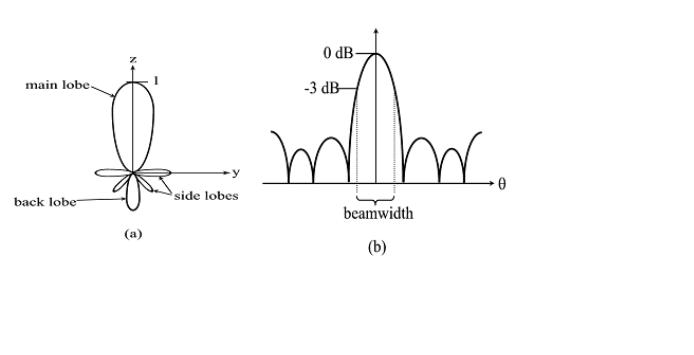 z
1
main lobe
y
side lobes
back lobe
(a)
0 dB
-3 dB
θ
beamwidth
(b)